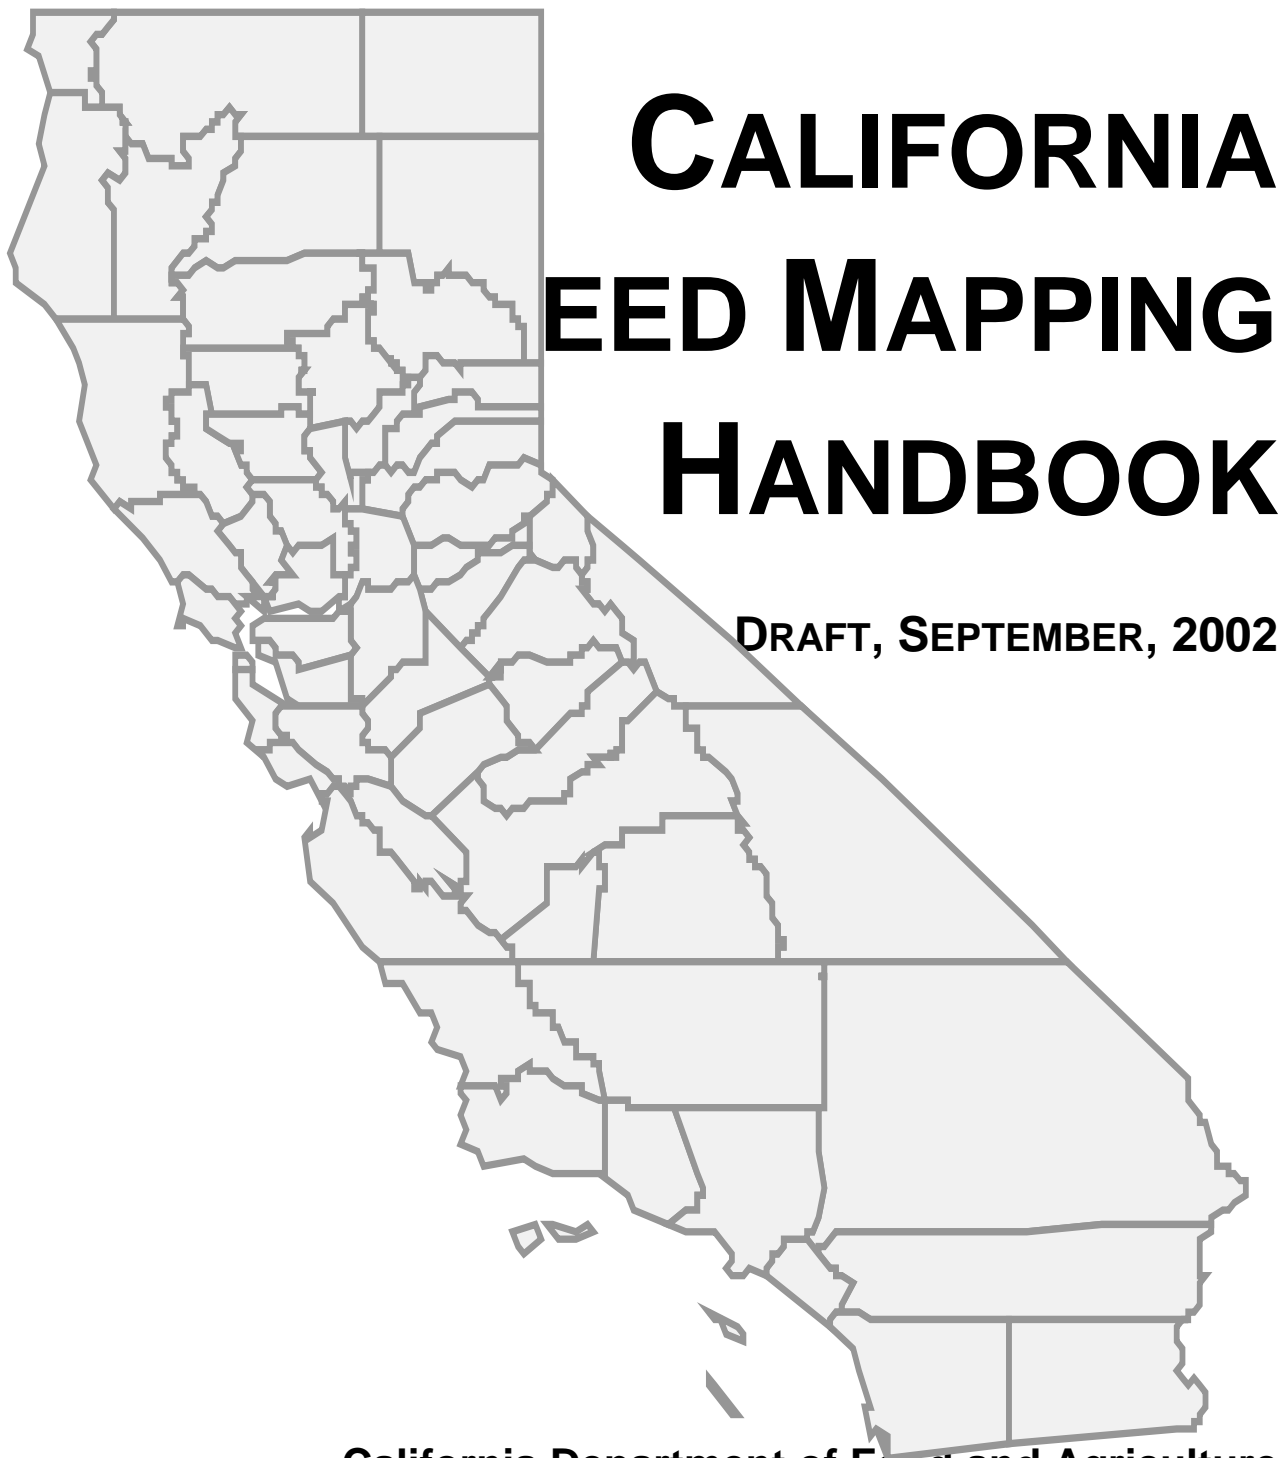 CALIFORNIA
EED MAPPING
HANDBOOK
DRAFT, SEPTEMBER, 2002
California Department of F and Agriculture